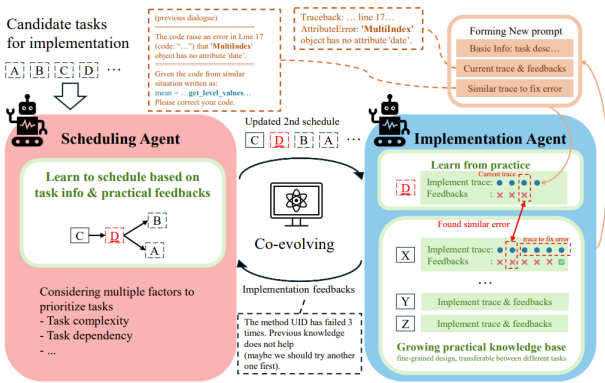 Candidate tasks
for implementation
A B C D ...
(previous dialogue)
The code raise an error in Line 17
(code: "…") that 'MultiIndex'
object has no attribute 'date'.
Given the code from similar
situation written as:
mean = …get_level_values…
Please correct your code.
Traceback: … line 17…
AttributeError: 'MultiIndex'
object has no attribute 'date'.
Forming New prompt
Basic Info: task desc…
Current trace & feedbacks
Similar trace to fix error
Scheduling Agent
Learn to schedule based on
task info & practical feedbacks
C D B A
Considering multiple factors to
prioritize tasks
- Task complexity
- Task dependency
- ...
Updated 2nd schedule
C D B A ...
Co-evolving
Implementation feedbacks
The method UID has failed 3
times. Previous knowledge
does not help
(maybe we should try another
one first).
Implementation Agent
Learn from practice
Current trace
D Implement trace:
Feedbacks :
Found similar error
trace to fix error
X Implement trace:
Feedbacks :
...
Y Implement trace & feedbacks
Z Implement trace & feedbacks
Growing practical knowledge base
fine-grained design, transferable between different tasks